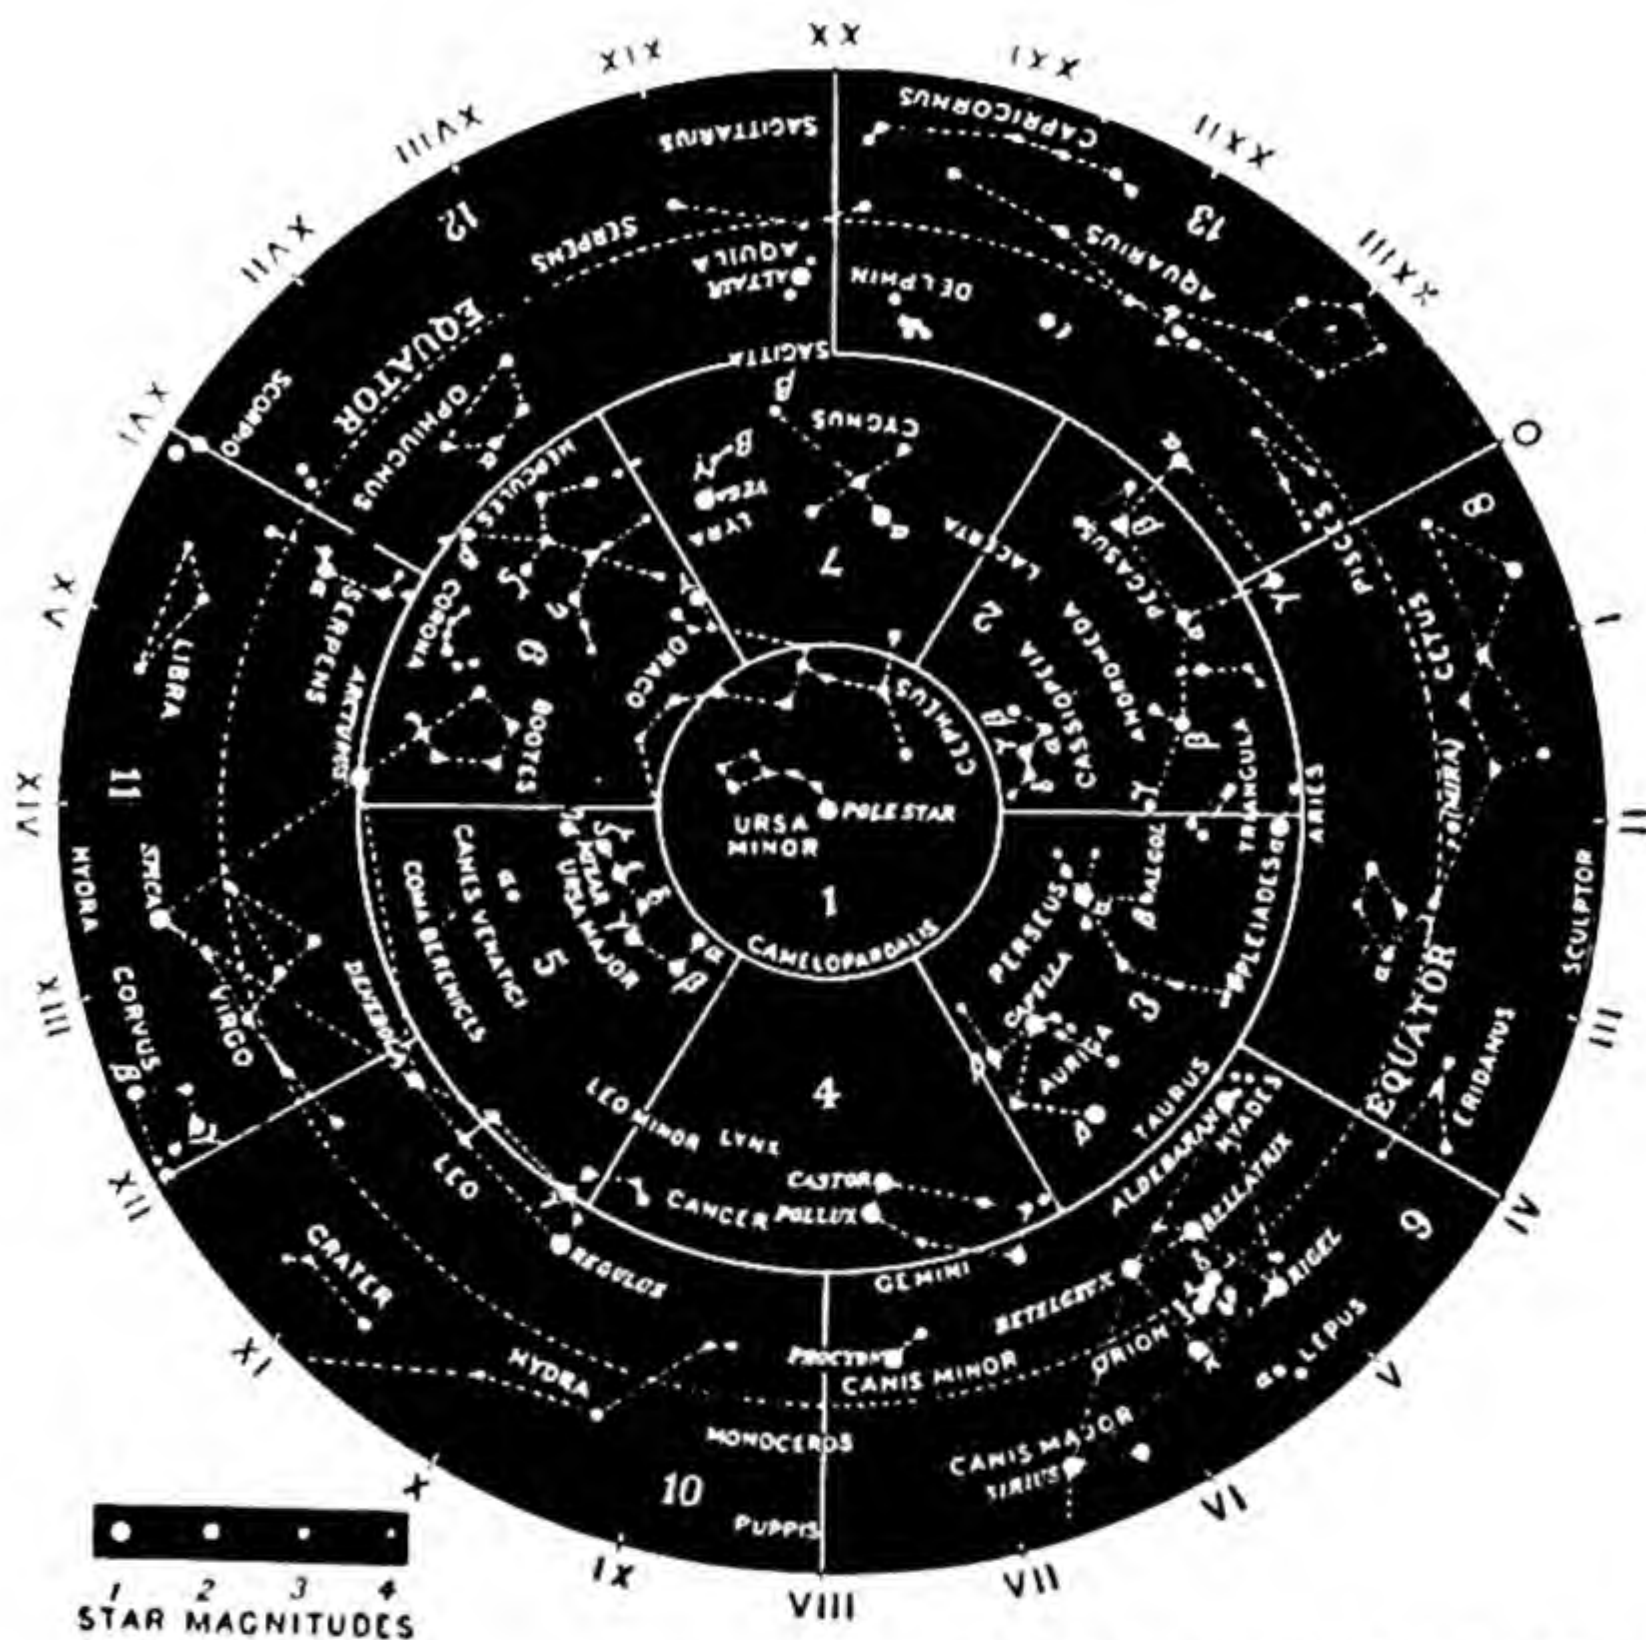 XX
XXI
XXII
XXIII
O
I
II
III
IV
V
VI
VII
VIII
IX
X
XI
XII
XIII
XIV
XV
XVI
XVII
XVIII
XIX
CAPRICORNUS
13
AQUARIUS
DELPHIN
SAGITTARIUS
12
SERPENS
AQUILA
ALTAIR
SAGITTA
EQUATOR
OPHIUCHUS
α
SCORPIO
HERCULES
β
ζ
CORONA
6
DRACO
γ
BOOTES
ARKTURUS
SERPENS
α
LIBRA
11
β
CYGNUS
β γ
VEGA
LYRA
α
7
LACERTA
α
β
PEGASUS
γ
α
2
ANDROMEDA
CASSIOPEIA
β
γ
α
δ
β
γ
CEPHEUS
PISCES
8
CETUS
ο (MIRA)
TRIANGULA
ARIES
α
SCULPTOR
α
EQUATOR
ERIDANUS
POLE STAR
URSA
MINOR
1
CAMELOPARDALIS
PERSEUS
α
β ALGOL
PLEIADES
CAPELLA
3
β
AURIGA
β
TAURUS
ALDEBARAN
HYADES
BELLATRIX
9
RIGEL
BETELGEUX
ORION
δ
κ
α LEPUS
CANIS MAJOR
SIRIUS
CANIS MINOR
PROCYON
MONOCEROS
10
PUPPIS
GEMINI
γ
4
LEO MINOR
LYNX
CASTOR
POLLUX
CANCER
REGULUS
γ
LEO
HYDRA
CRATER
DENEBOLA
VIRGO
SPICA
HYDRA
CORVUS
β
γ
COMA BERENICIS
CANES VENATICI
α
5
URSA MAJOR
MIZAR
ζ
ε
δ
γ
α
β
1 2 3 4
STAR MAGNITUDES